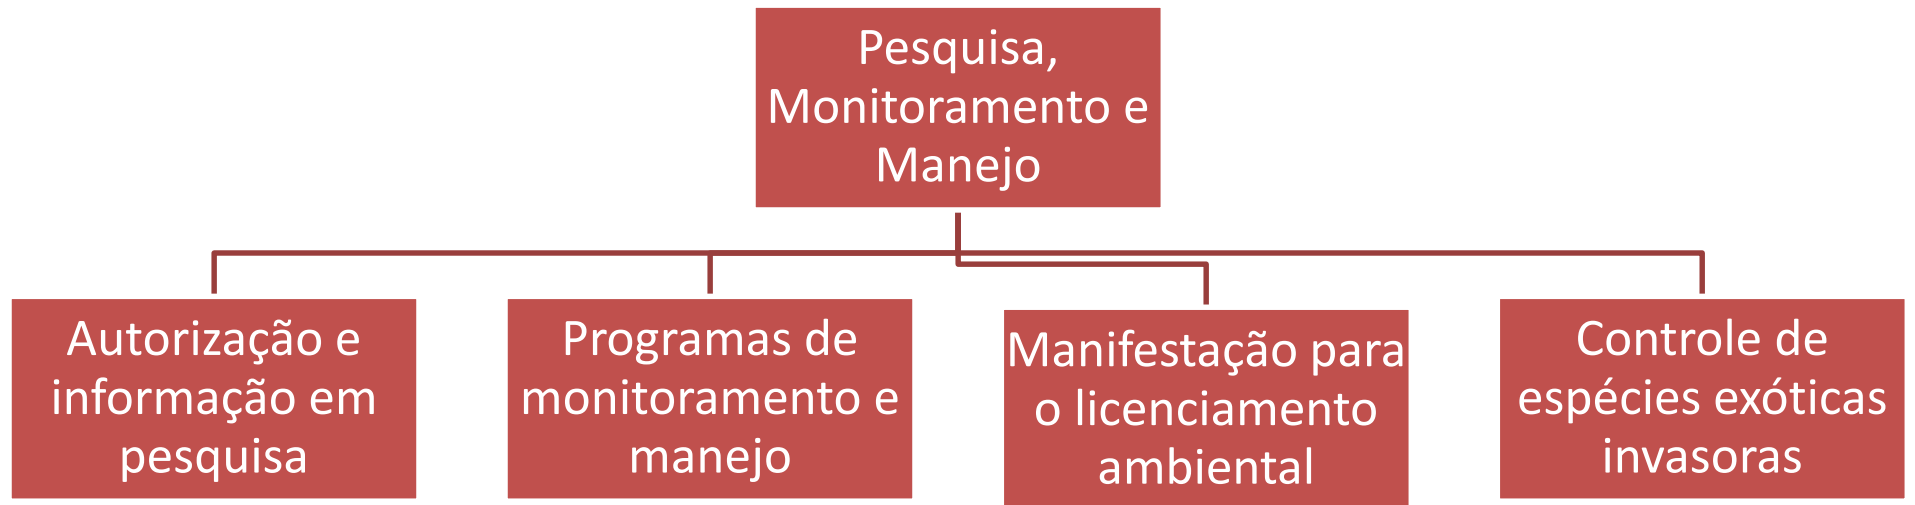 Pesquisa,
Monitoramento e
Manejo
Autorização e
informação em
pesquisa
Programas de
monitoramento e
manejo
Manifestação para
o licenciamento
ambiental
Controle de
espécies exóticas
invasoras